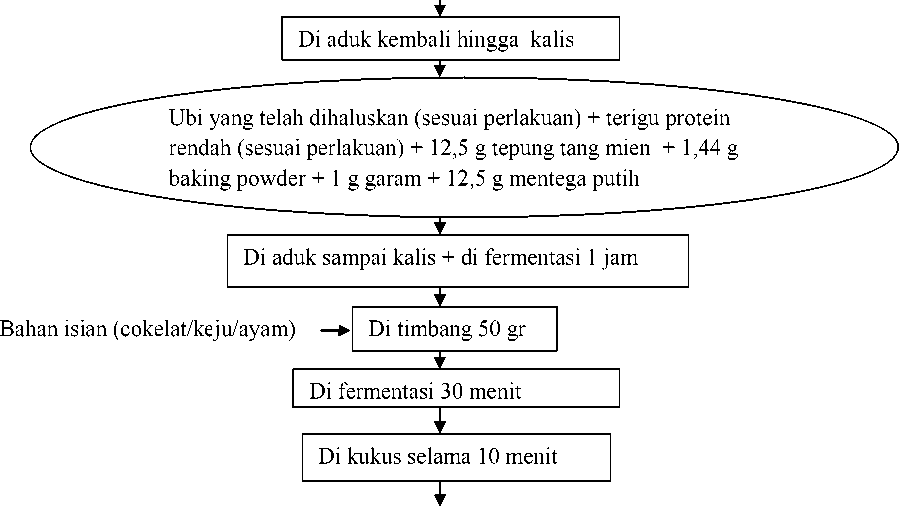 Di aduk kembali hingga kalis
Ubi yang telah dihaluskan (sesuai perlakuan) + terigu protein
rendah (sesuai perlakuan) + 12,5 g tepung tang mien + 1,44 g
baking powder + 1 g garam + 12,5 g mentega putih
Di aduk sampai kalis + di fermentasi 1 jam
Bahan isian (cokelat/keju/ayam)
Di timbang 50 gr
Di fermentasi 30 menit
Di kukus selama 10 menit